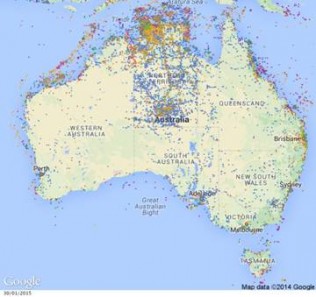 NORTHERN
TERRITORY
QUEENSLAND
Australia
WESTERN
AUSTRALIA
SOUTH
AUSTRALIA
Brisbane
NEW SOUTH
WALES
Perth
Adelaide
Sydney
Great
Australian
Bight
VICTORIA
Melbourne
TASMANIA
Google
Map data ©2014 Google
30/01/2015